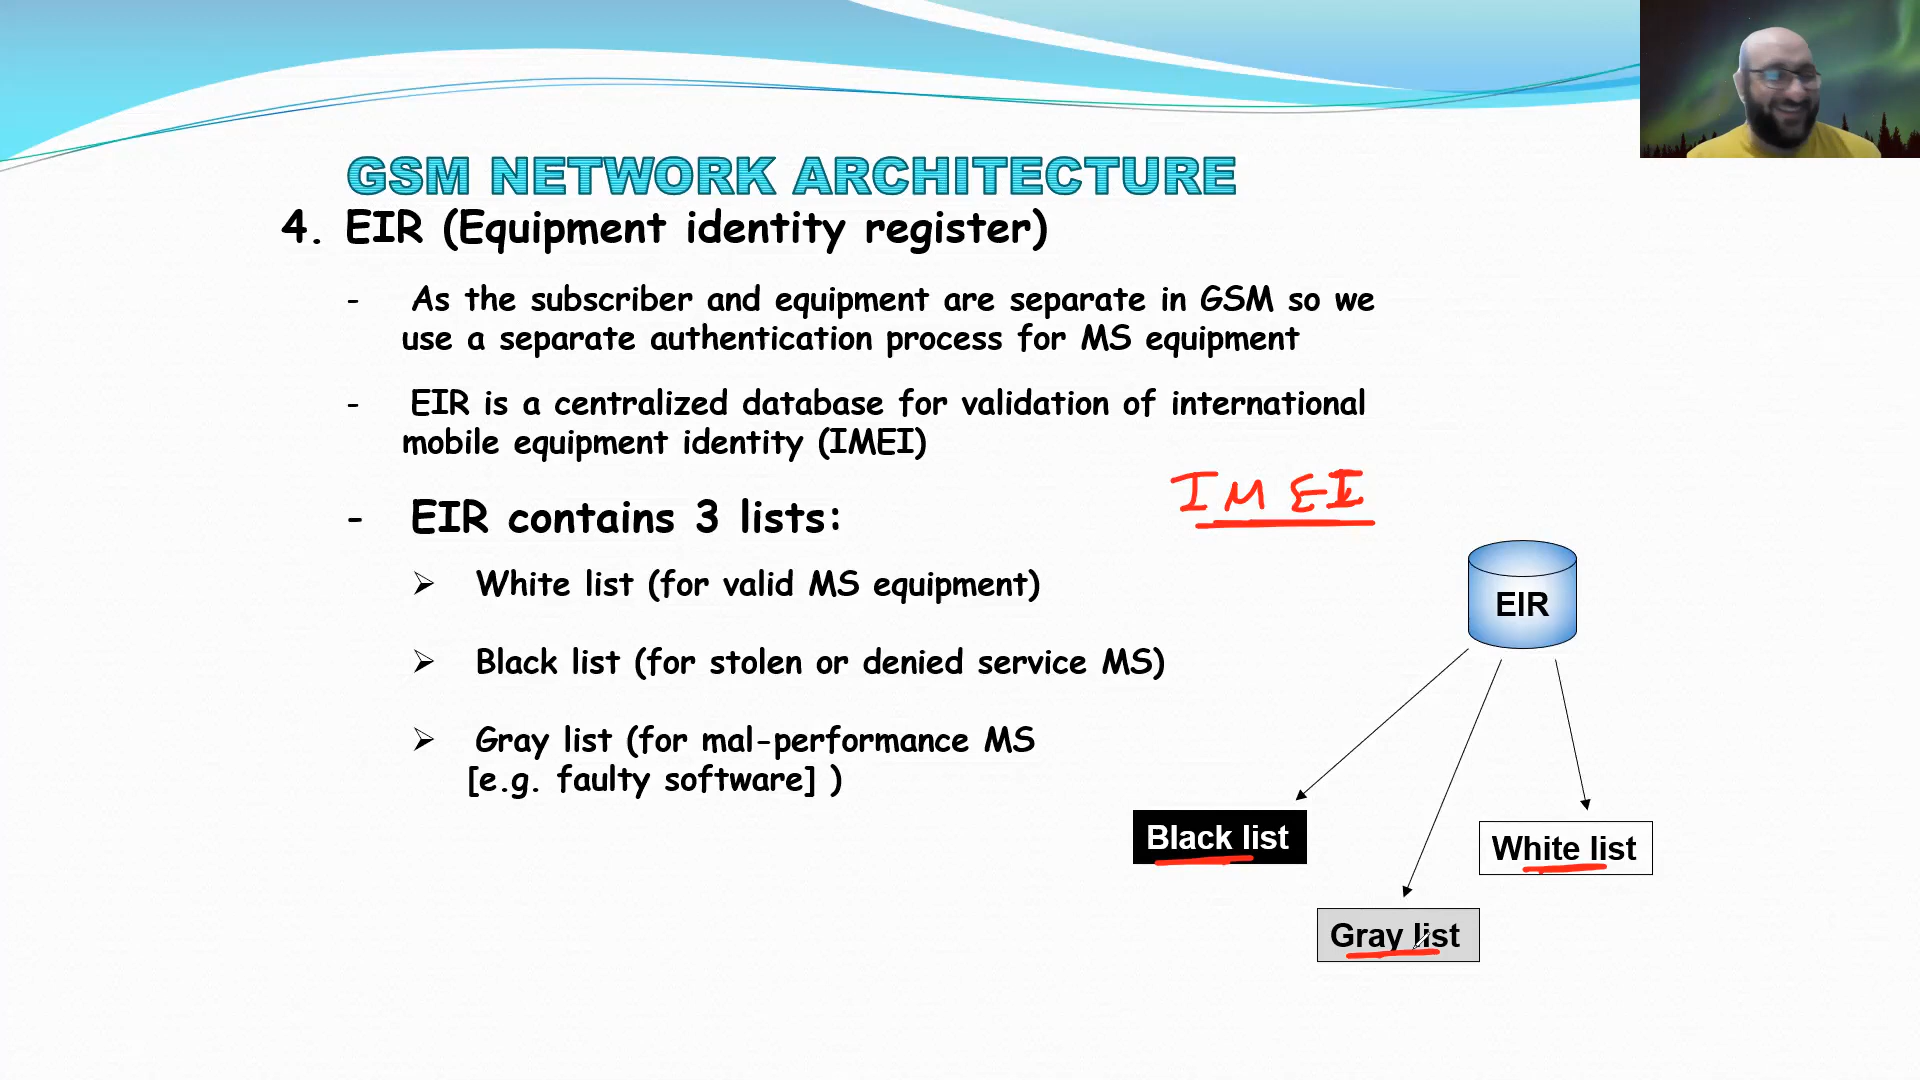 GSM NETWORK ARCHITECTURE
4. EIR (Equipment identity register)
- As the subscriber and equipment are separate in GSM so we
use a separate authentication process for MS equipment
- EIR is a centralized database for validation of international
mobile equipment identity (IMEI)
IMEI
- EIR contains 3 lists:
➢ White list (for valid MS equipment)
➢ Black list (for stolen or denied service MS)
➢ Gray list (for mal-performance MS
[e.g. faulty software] )
EIR
Black list
White list
Gray list